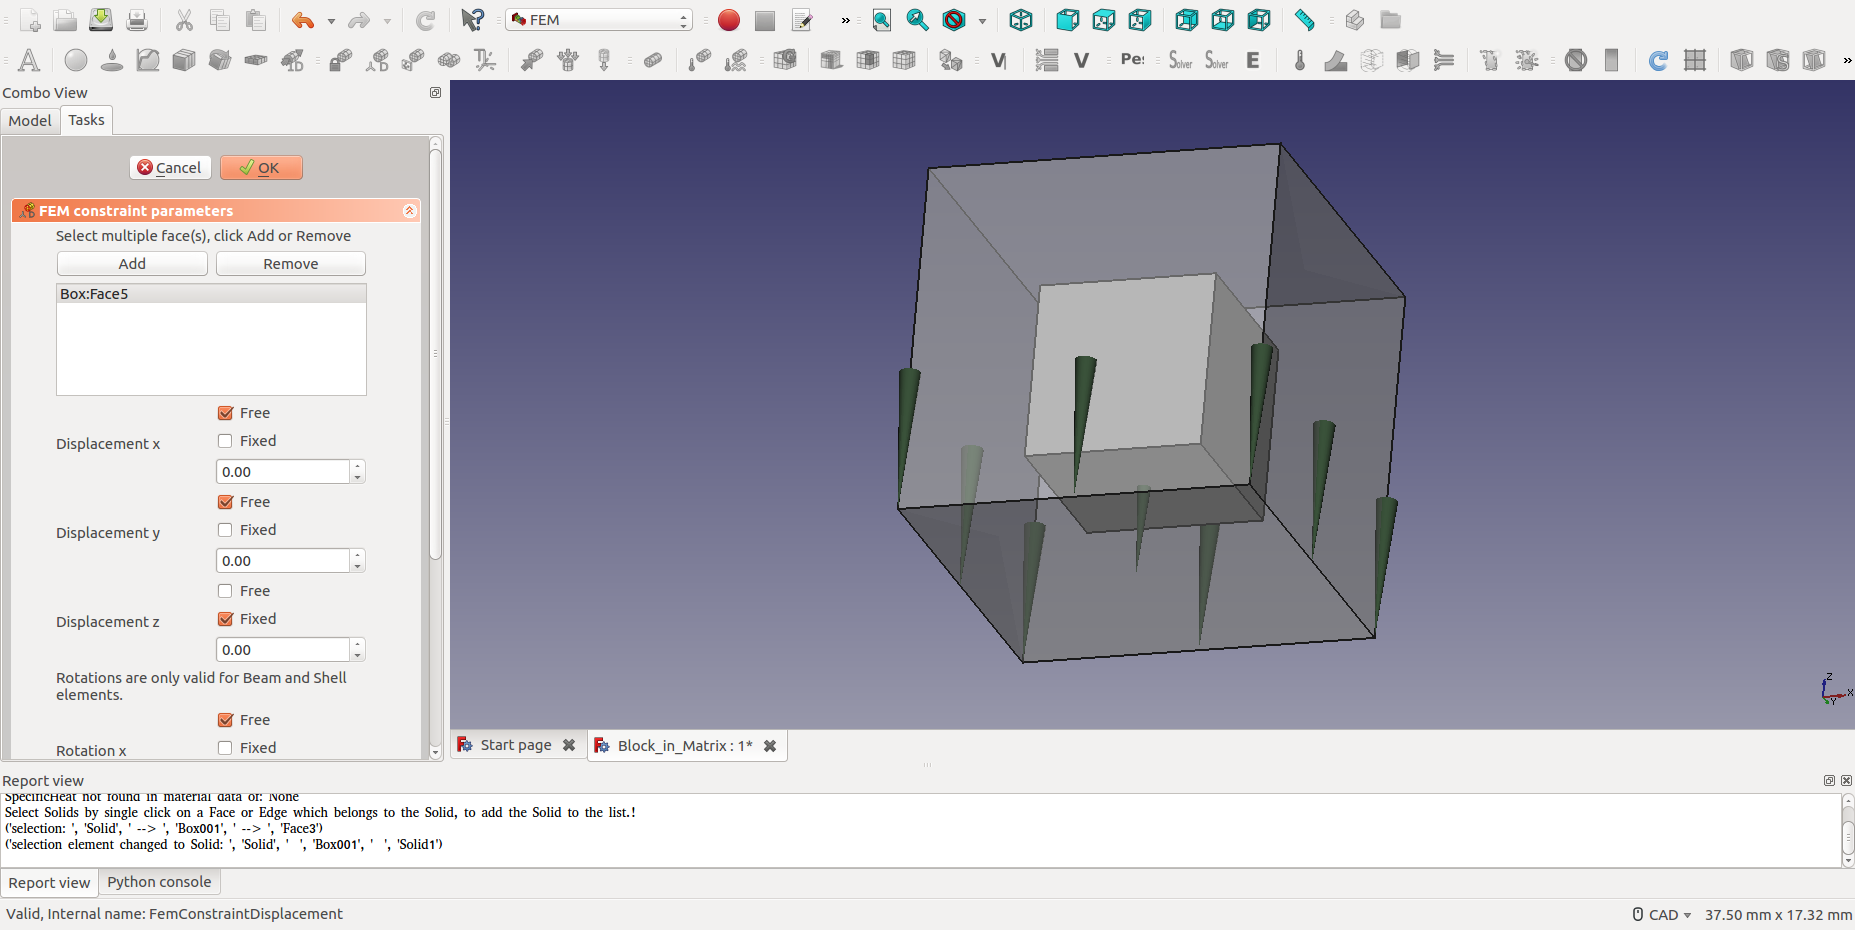 FEM
»
A
V
V
Pe:
Solver
Solver
E
»
Combo View
Model
Tasks
Cancel
OK
FEM constraint parameters
Select multiple face(s), click Add or Remove
Add
Remove
Box:Face5
Free
Displacement x
Fixed
0.00
Free
Displacement y
Fixed
0.00
Free
Displacement z
Fixed
0.00
Rotations are only valid for Beam and Shell
elements.
Free
Rotation x
Fixed
Z
X
Y
Start page
Block_in_Matrix : 1*
Report view
SpecificHeat not found in material data of: None
Select Solids by single click on a Face or Edge which belongs to the Solid, to add the Solid to the list.!
('selection: ', 'Solid', ' --> ', 'Box001', ' --> ', 'Face3')
('selection element changed to Solid: ', 'Solid', '  ', 'Box001', '  ', 'Solid1')
Report view
Python console
Valid, Internal name: FemConstraintDisplacement
CAD
37.50 mm x 17.32 mm